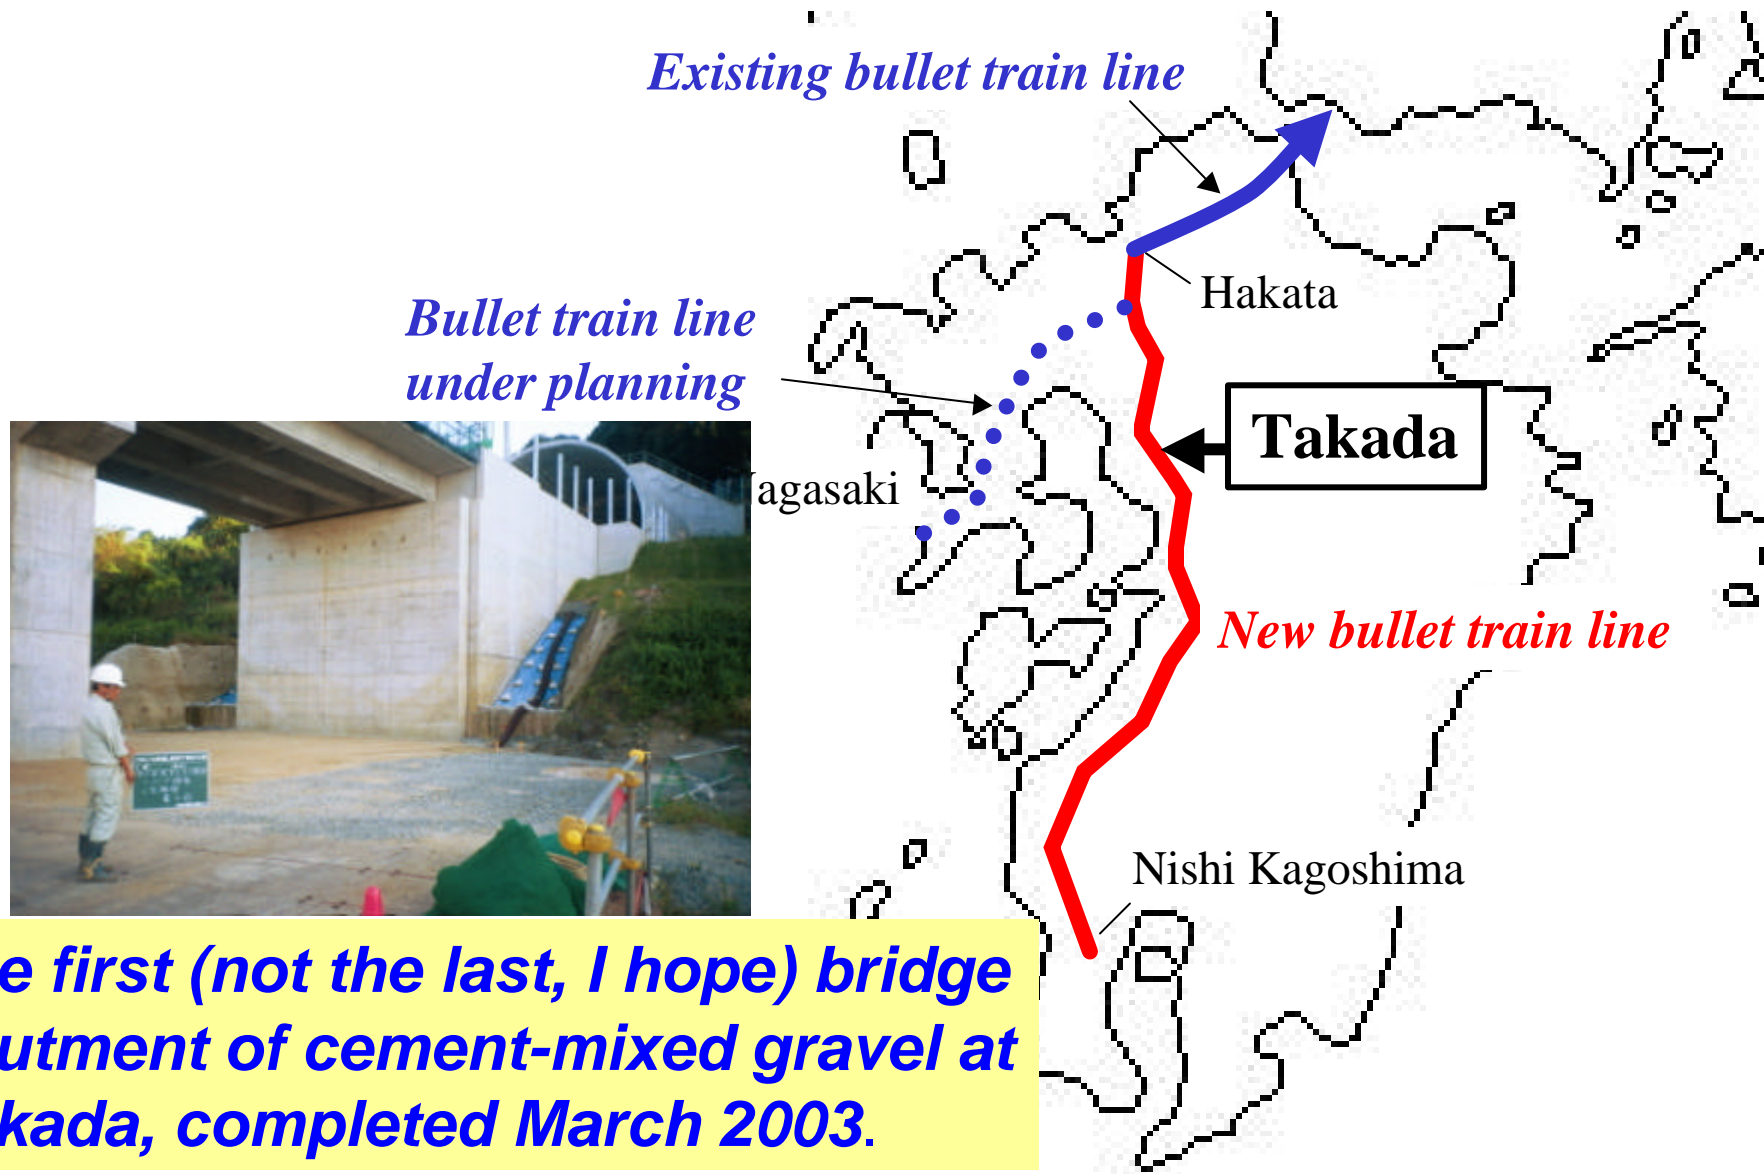 Existing bullet train line
Hakata
Bullet train line
under planning
Takada
agasaki
New bullet train line
Nishi Kagoshima
e first (not the last, I hope) bridge
utment of cement-mixed gravel at
kada, completed March 2003.